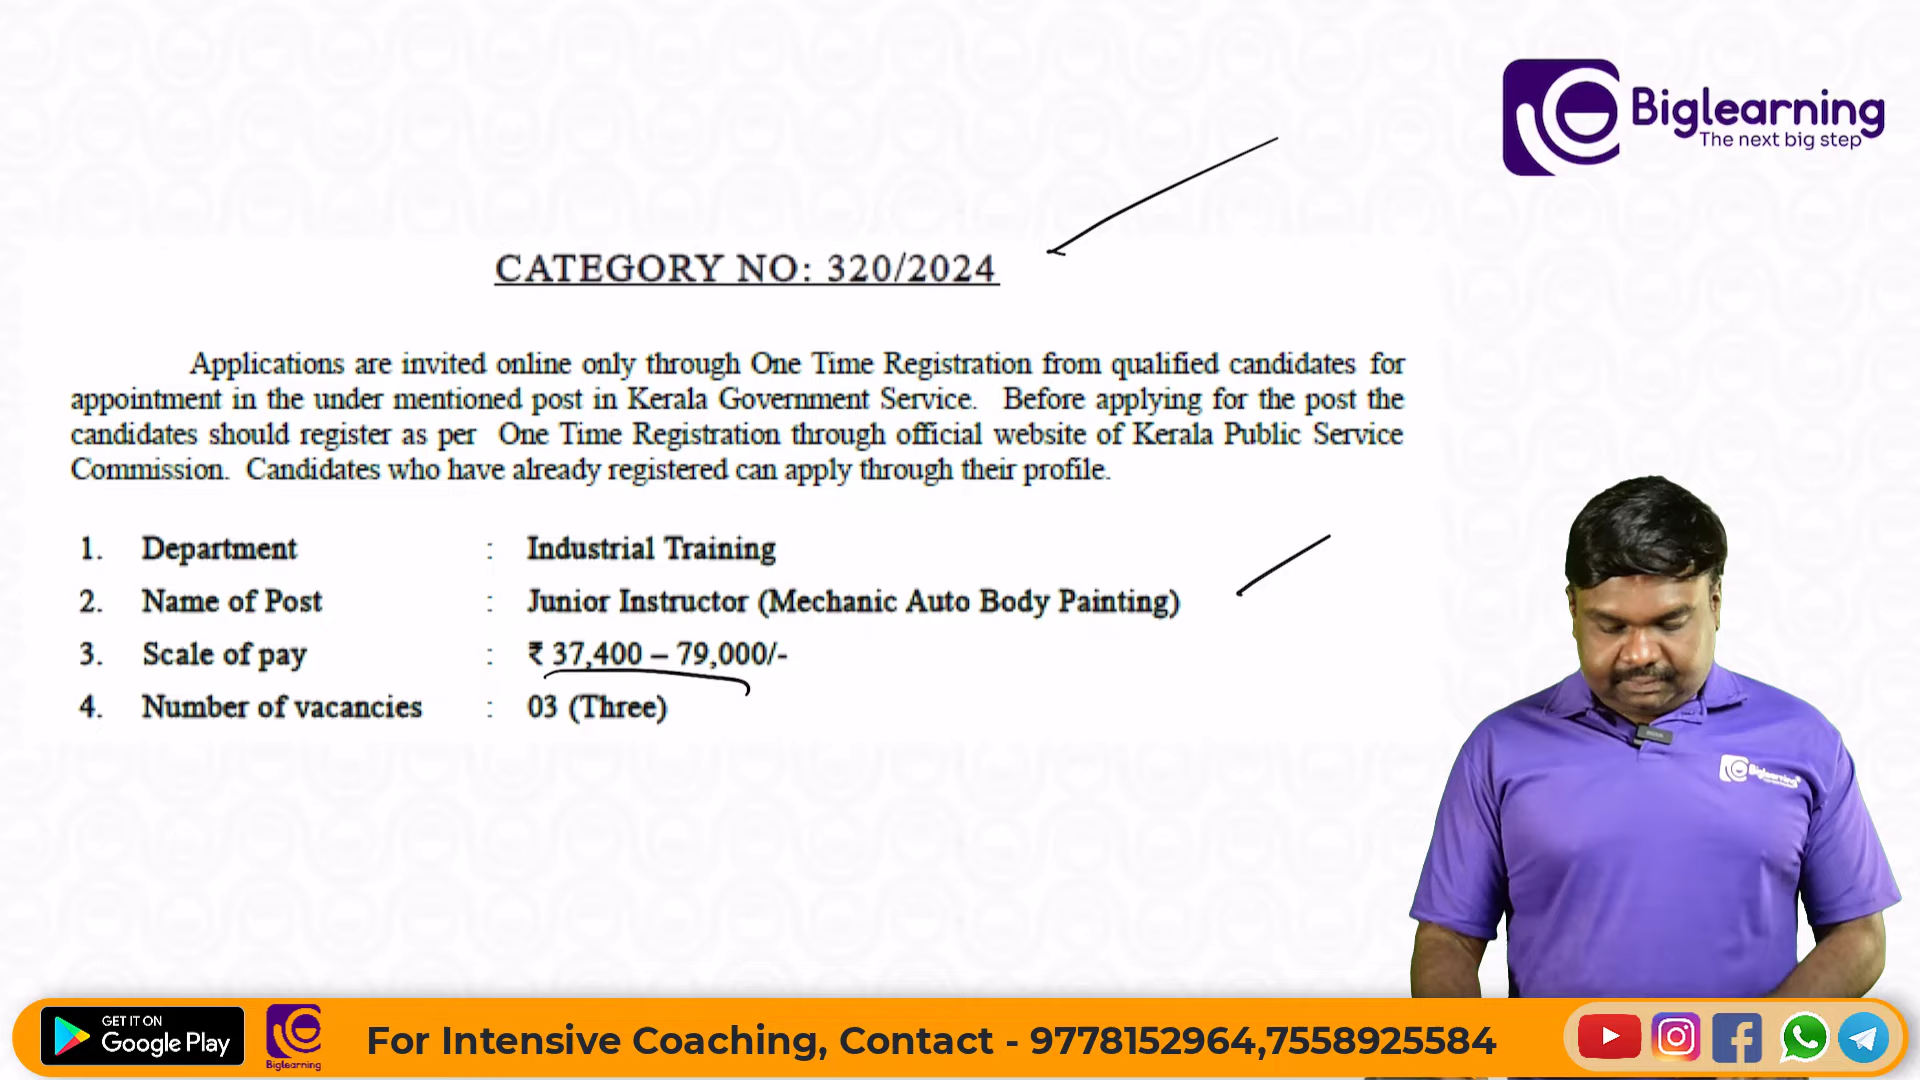 Biglearning
The next big step
CATEGORY NO: 320/2024
Applications are invited online only through One Time Registration from qualified candidates for
appointment in the under mentioned post in Kerala Government Service. Before applying for the post the
candidates should register as per One Time Registration through official website of Kerala Public Service
Commission. Candidates who have already registered can apply through their profile.
1. Department : Industrial Training
2. Name of Post : Junior Instructor (Mechanic Auto Body Painting)
3. Scale of pay : ₹ 37,400 – 79,000/-
4. Number of vacancies : 03 (Three)
Biglearning
GET IT ON
Google Play
Biglearning
For Intensive Coaching, Contact - 9778152964,7558925584